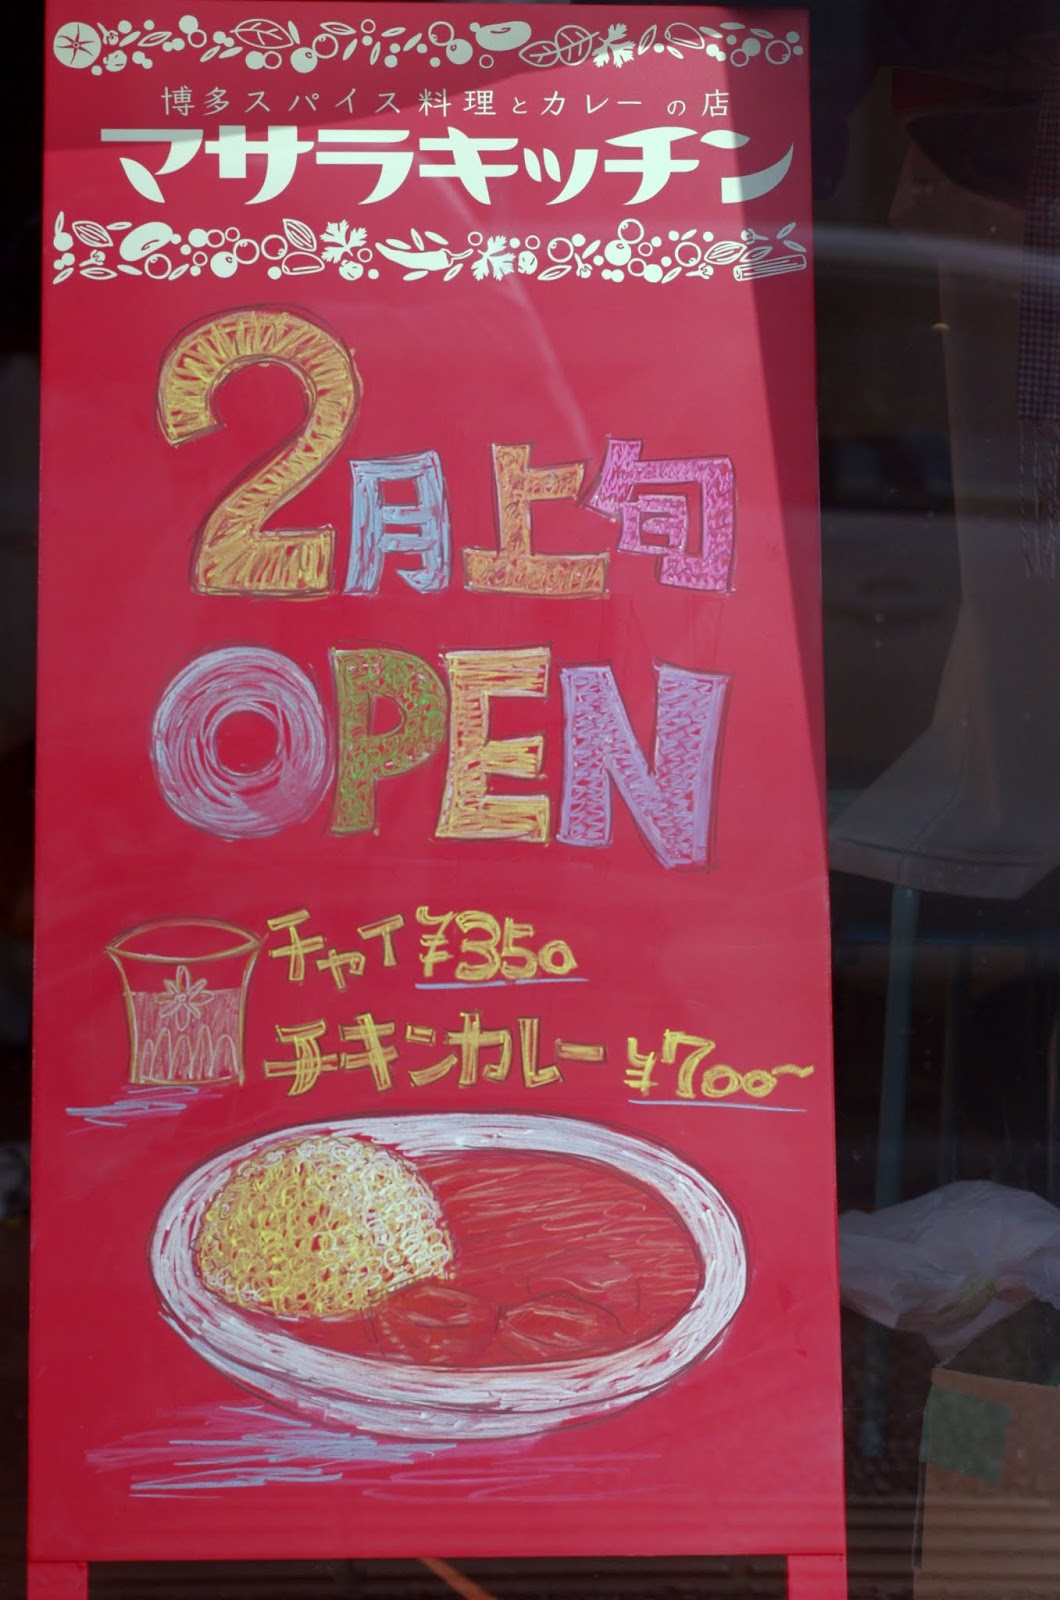 博多スパイス料理とカレーの店
マサラキッチン
2月上旬
OPEN
チャイ ¥350
チキンカレー ¥700~